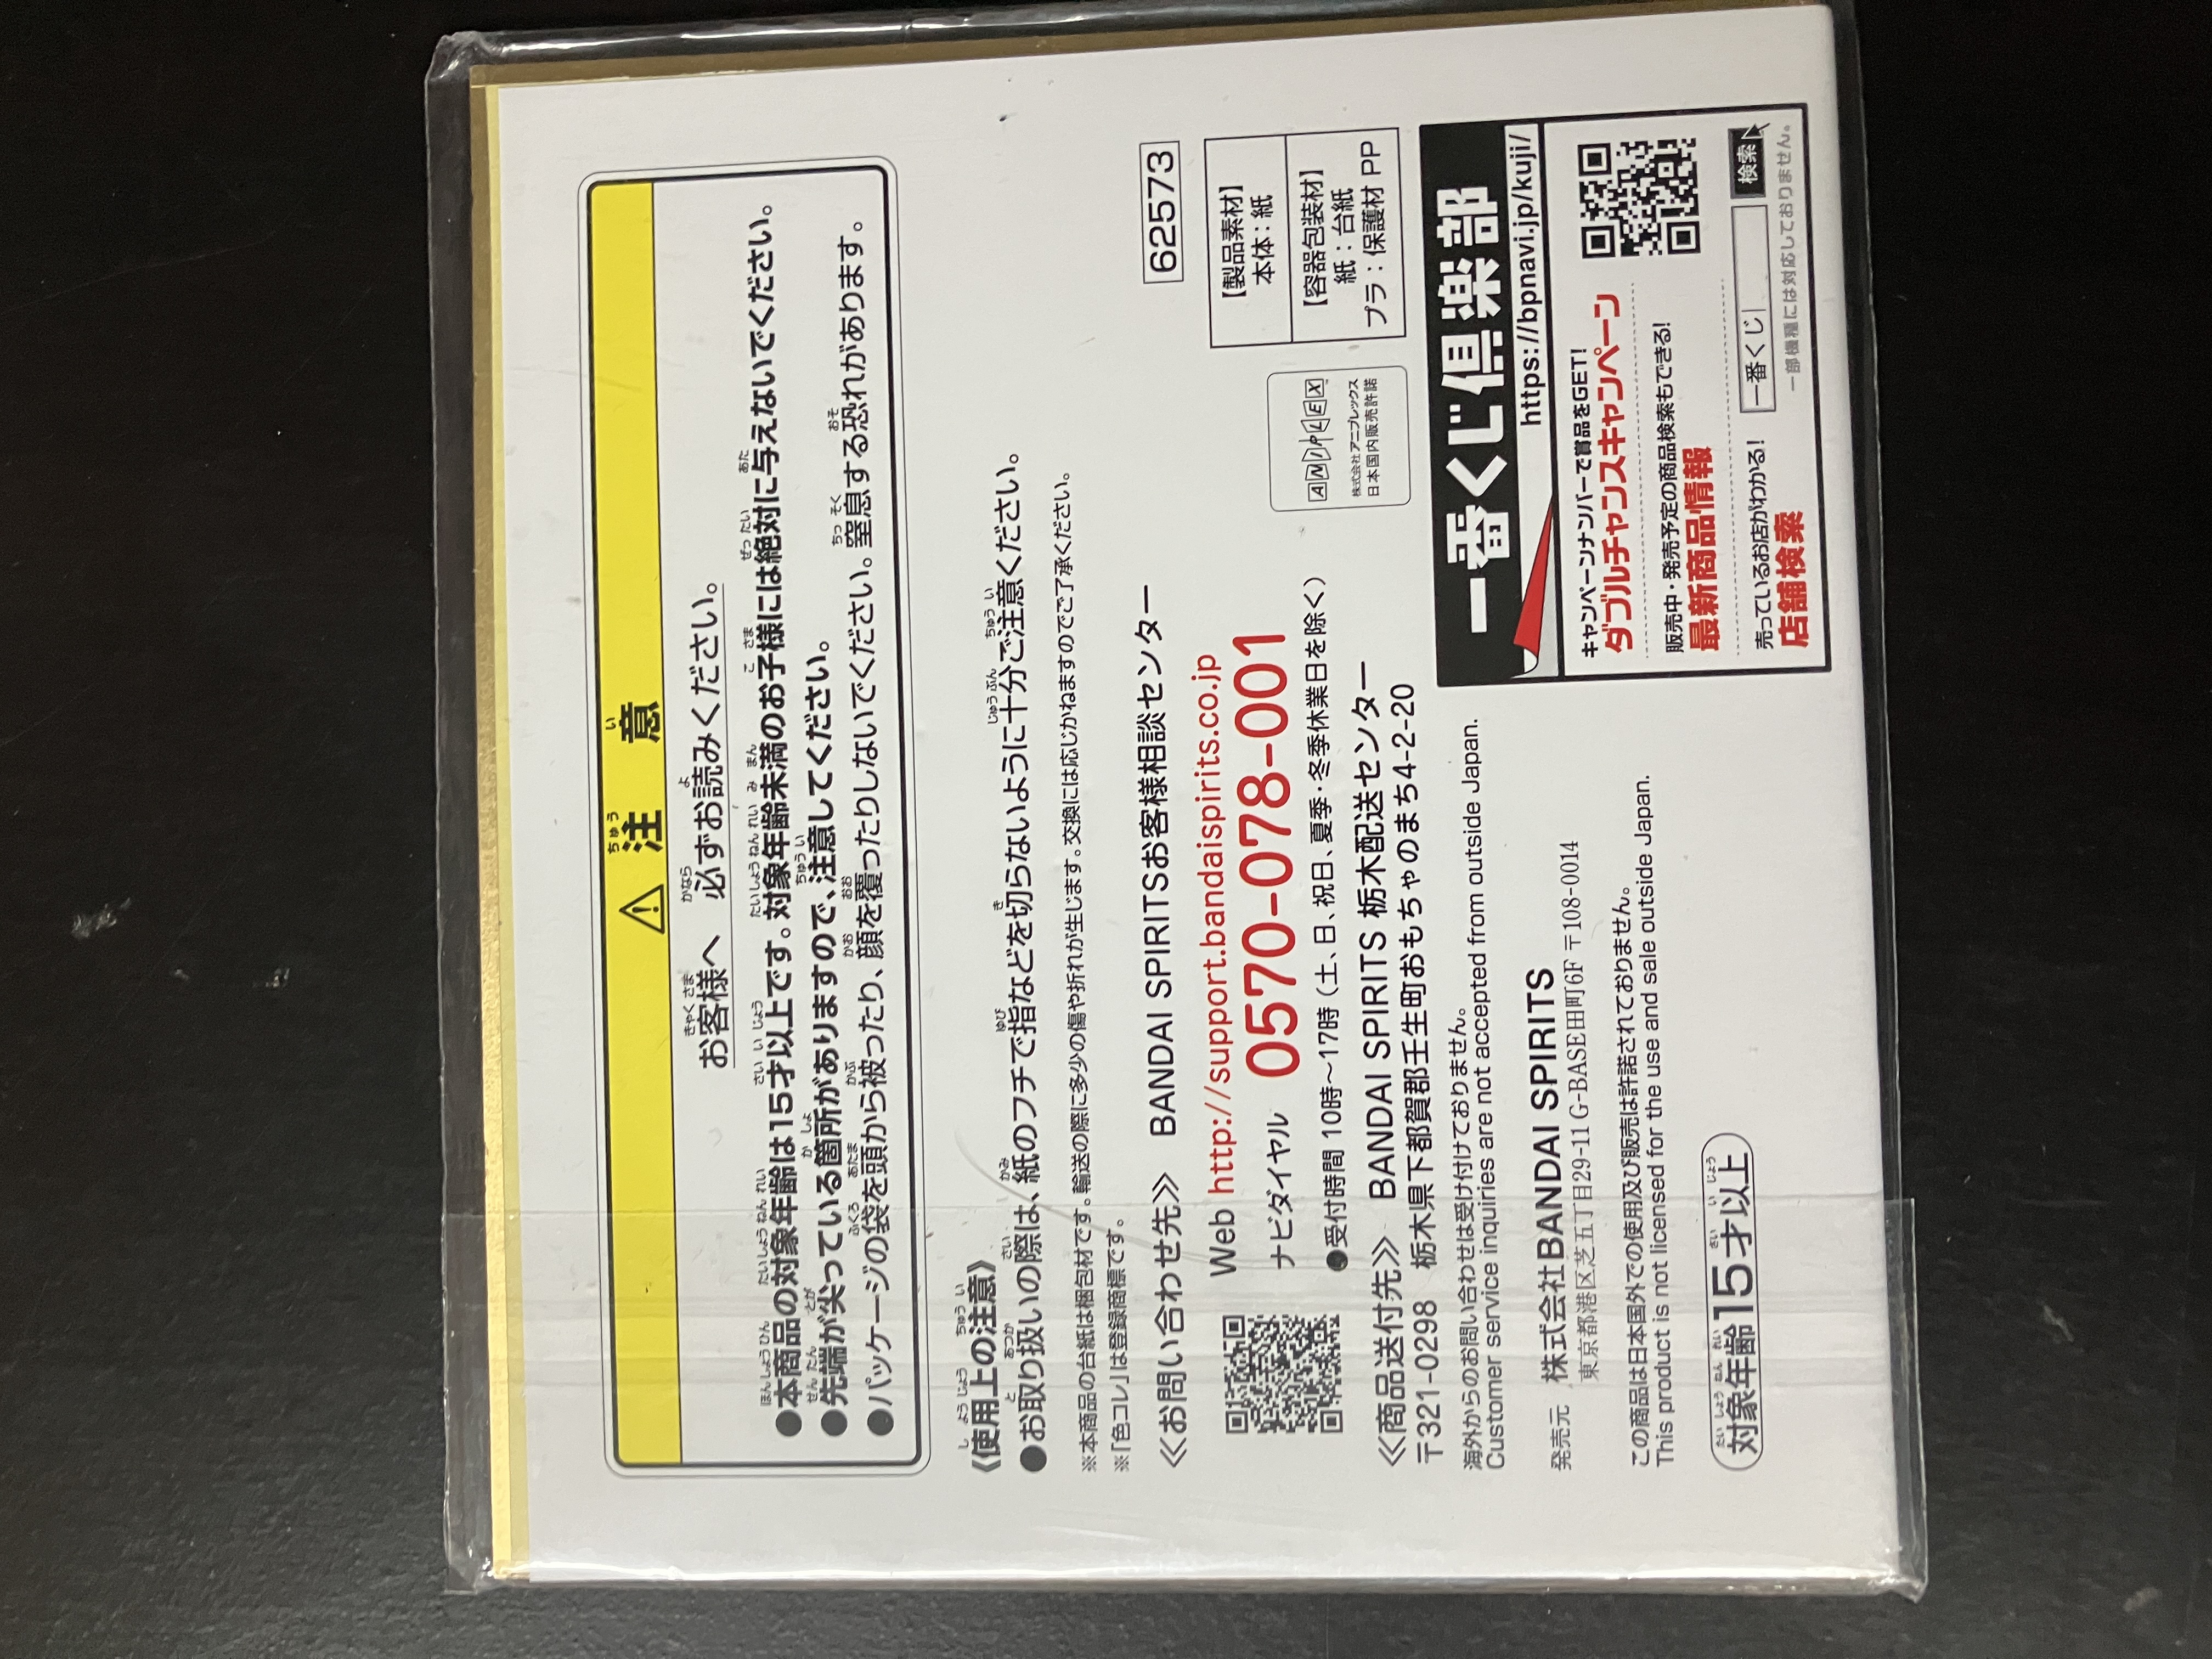 注　意
お客様へ　必ずお読みください。
●本商品の対象年齢は15才以上です。対象年齢未満のお子様には絶対に与えないでください。
●先端が尖っている箇所がありますので、注意してください。
●パッケージの袋を頭から被ったり、顔を覆ったりしないでください。窒息する恐れがあります。
《使用上の注意》
●お取り扱いの際は、紙のフチで指などを切らないように十分ご注意ください。
※本商品の台紙は梱包材です。輸送の際に多少の傷や折れが生じます。交換には応じかねますのでご了承ください。
※「色コレ」は登録商標です。
≪お問い合わせ先≫　BANDAI SPIRITSお客様相談センター
Web http://support.bandaispirits.co.jp
ナビダイヤル　0570-078-001
●受付時間 10時～17時（土、日、祝日、夏季・冬季休業日を除く）
≪商品送付先≫　BANDAI SPIRITS 栃木配送センター
〒321-0298　栃木県下都賀郡壬生町おもちゃのまち4-2-20
海外からのお問い合わせは受け付けておりません。
Customer service inquiries are not accepted from outside Japan.
発売元　株式会社BANDAI SPIRITS
東京都港区芝五丁目29-11 G-BASE田町6F 〒108-0014
この商品は日本国外での使用及び販売は許諾されておりません。
This product is not licensed for the use and sale outside Japan.
対象年齢15才以上
625573
【製品素材】
本体：紙
【容器包装材】
紙：台紙
プラ：保護材 PP
ANIPLEX
株式会社アニプレックス
日本国内販売許諾
一番くじ倶楽部
https://bpnavi.jp/kuji/
キャンペーンナンバーで賞品をGET!
ダブルチャンスキャンペーン
販売中・発売予定の商品検索もできる!
最新商品情報
売っているお店がわかる!
店舗検索
一番くじ　検索
一部機種には対応しておりません。